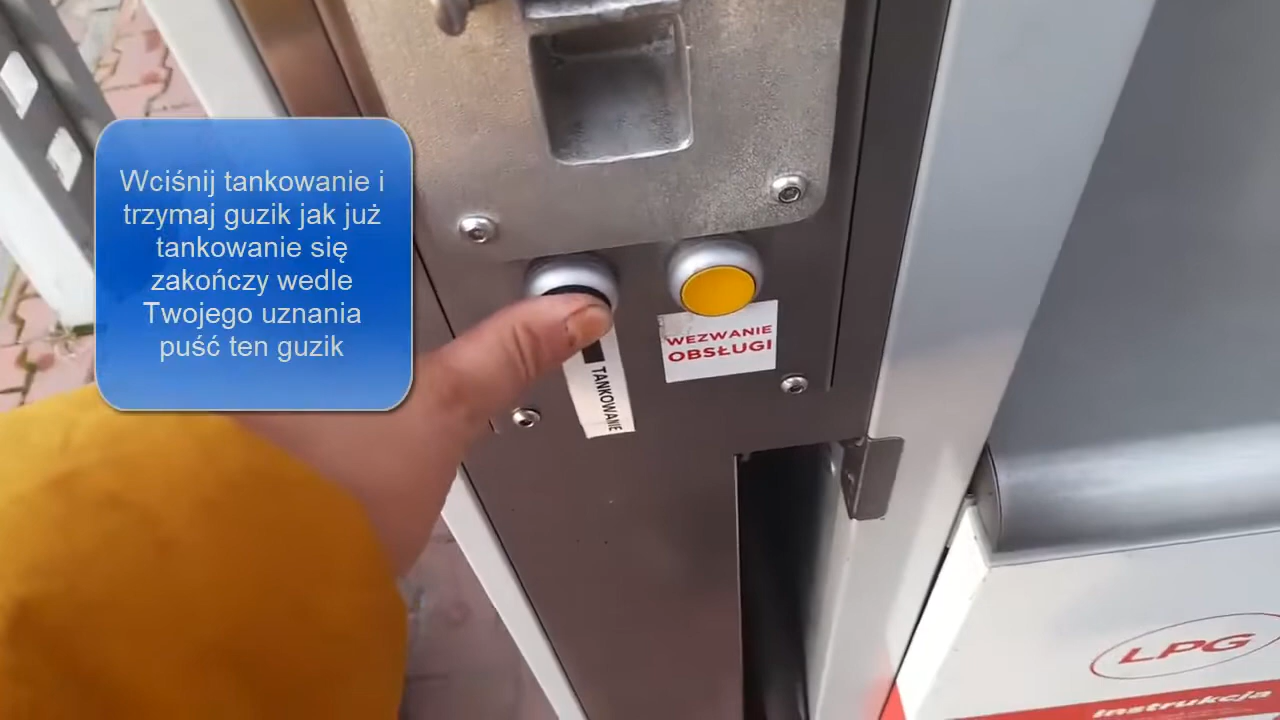 Wciśnij tankowanie i
trzymaj guzik jak już
tankowanie się
zakończy wedle
Twojego uznania
puść ten guzik
WEZWANIE
OBSŁUGI
TANKOWANIE
LPG
Instrukcja